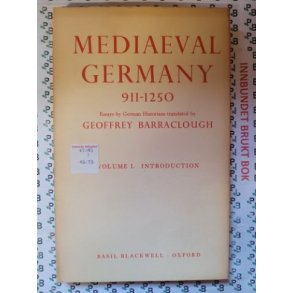 MEDIAEVAL
GERMANY
911-1250
Essays by German Historians translated by
GEOFFREY BARRACLOUGH
VOLUME I. INTRODUCTION
BASIL BLACKWELL · OXFORD
INNBUNDET BRUKT BOK